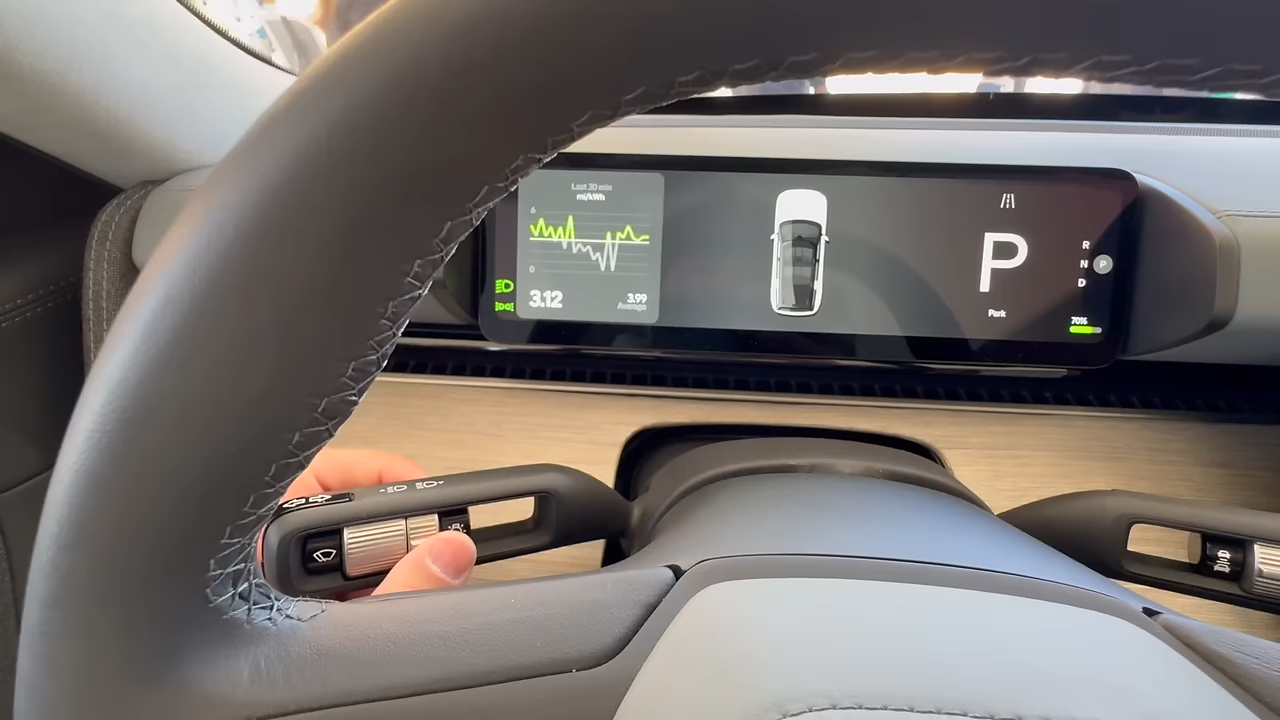 Last 30 min
mi/kWh
6
0
3.12
3.99
Average
P
Park
R
N
P
D
70%